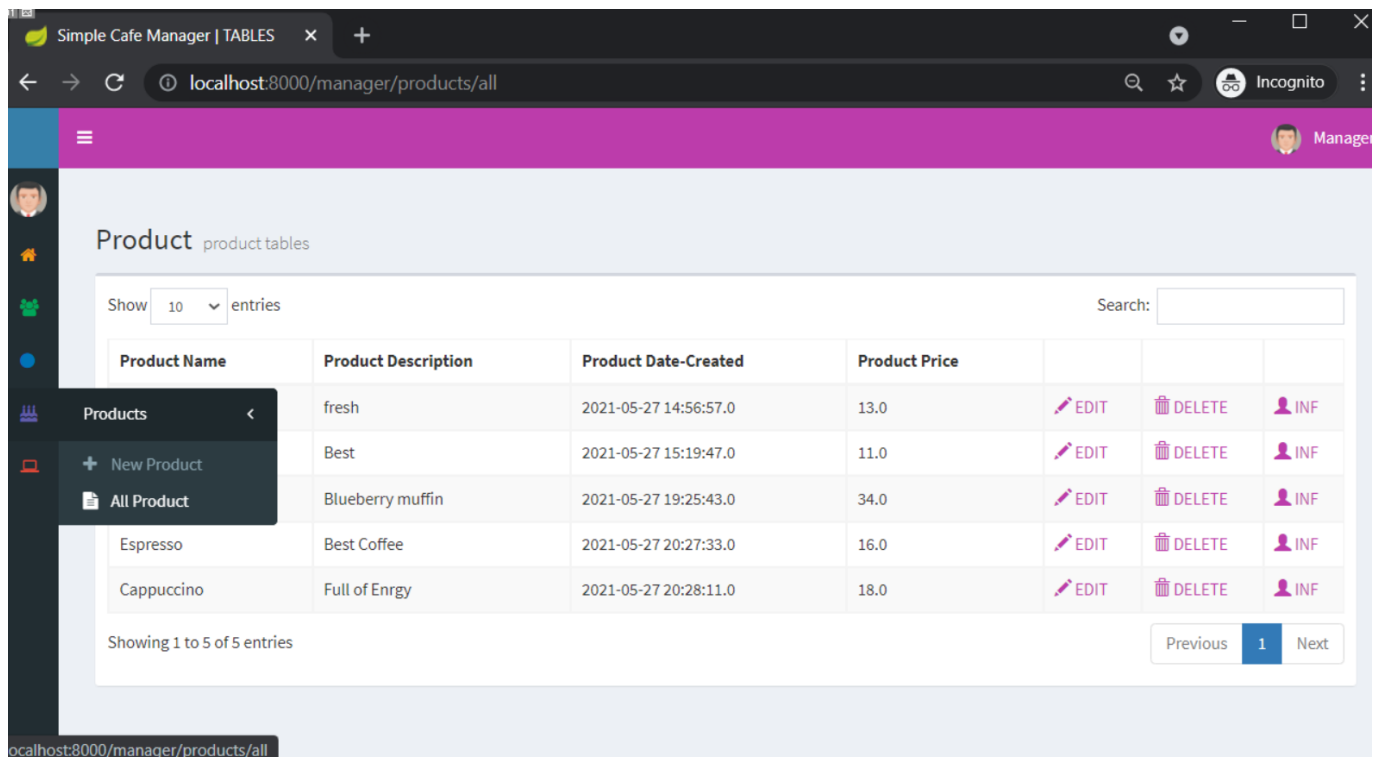 Simple Cafe Manager | TABLES
localhost:8000/manager/products/all
Incognito
Manager
Product product tables
Show 10 entries
Search:
Product Name Product Description Product Date-Created Product Price
Products
fresh 2021-05-27 14:56:57.0 13.0 EDIT DELETE INF
New Product
Best 2021-05-27 15:19:47.0 11.0 EDIT DELETE INF
All Product
Blueberry muffin 2021-05-27 19:25:43.0 34.0 EDIT DELETE INF
Espresso Best Coffee 2021-05-27 20:27:33.0 16.0 EDIT DELETE INF
Cappuccino Full of Enrgy 2021-05-27 20:28:11.0 18.0 EDIT DELETE INF
Showing 1 to 5 of 5 entries
Previous 1 Next
ocalhost:8000/manager/products/all